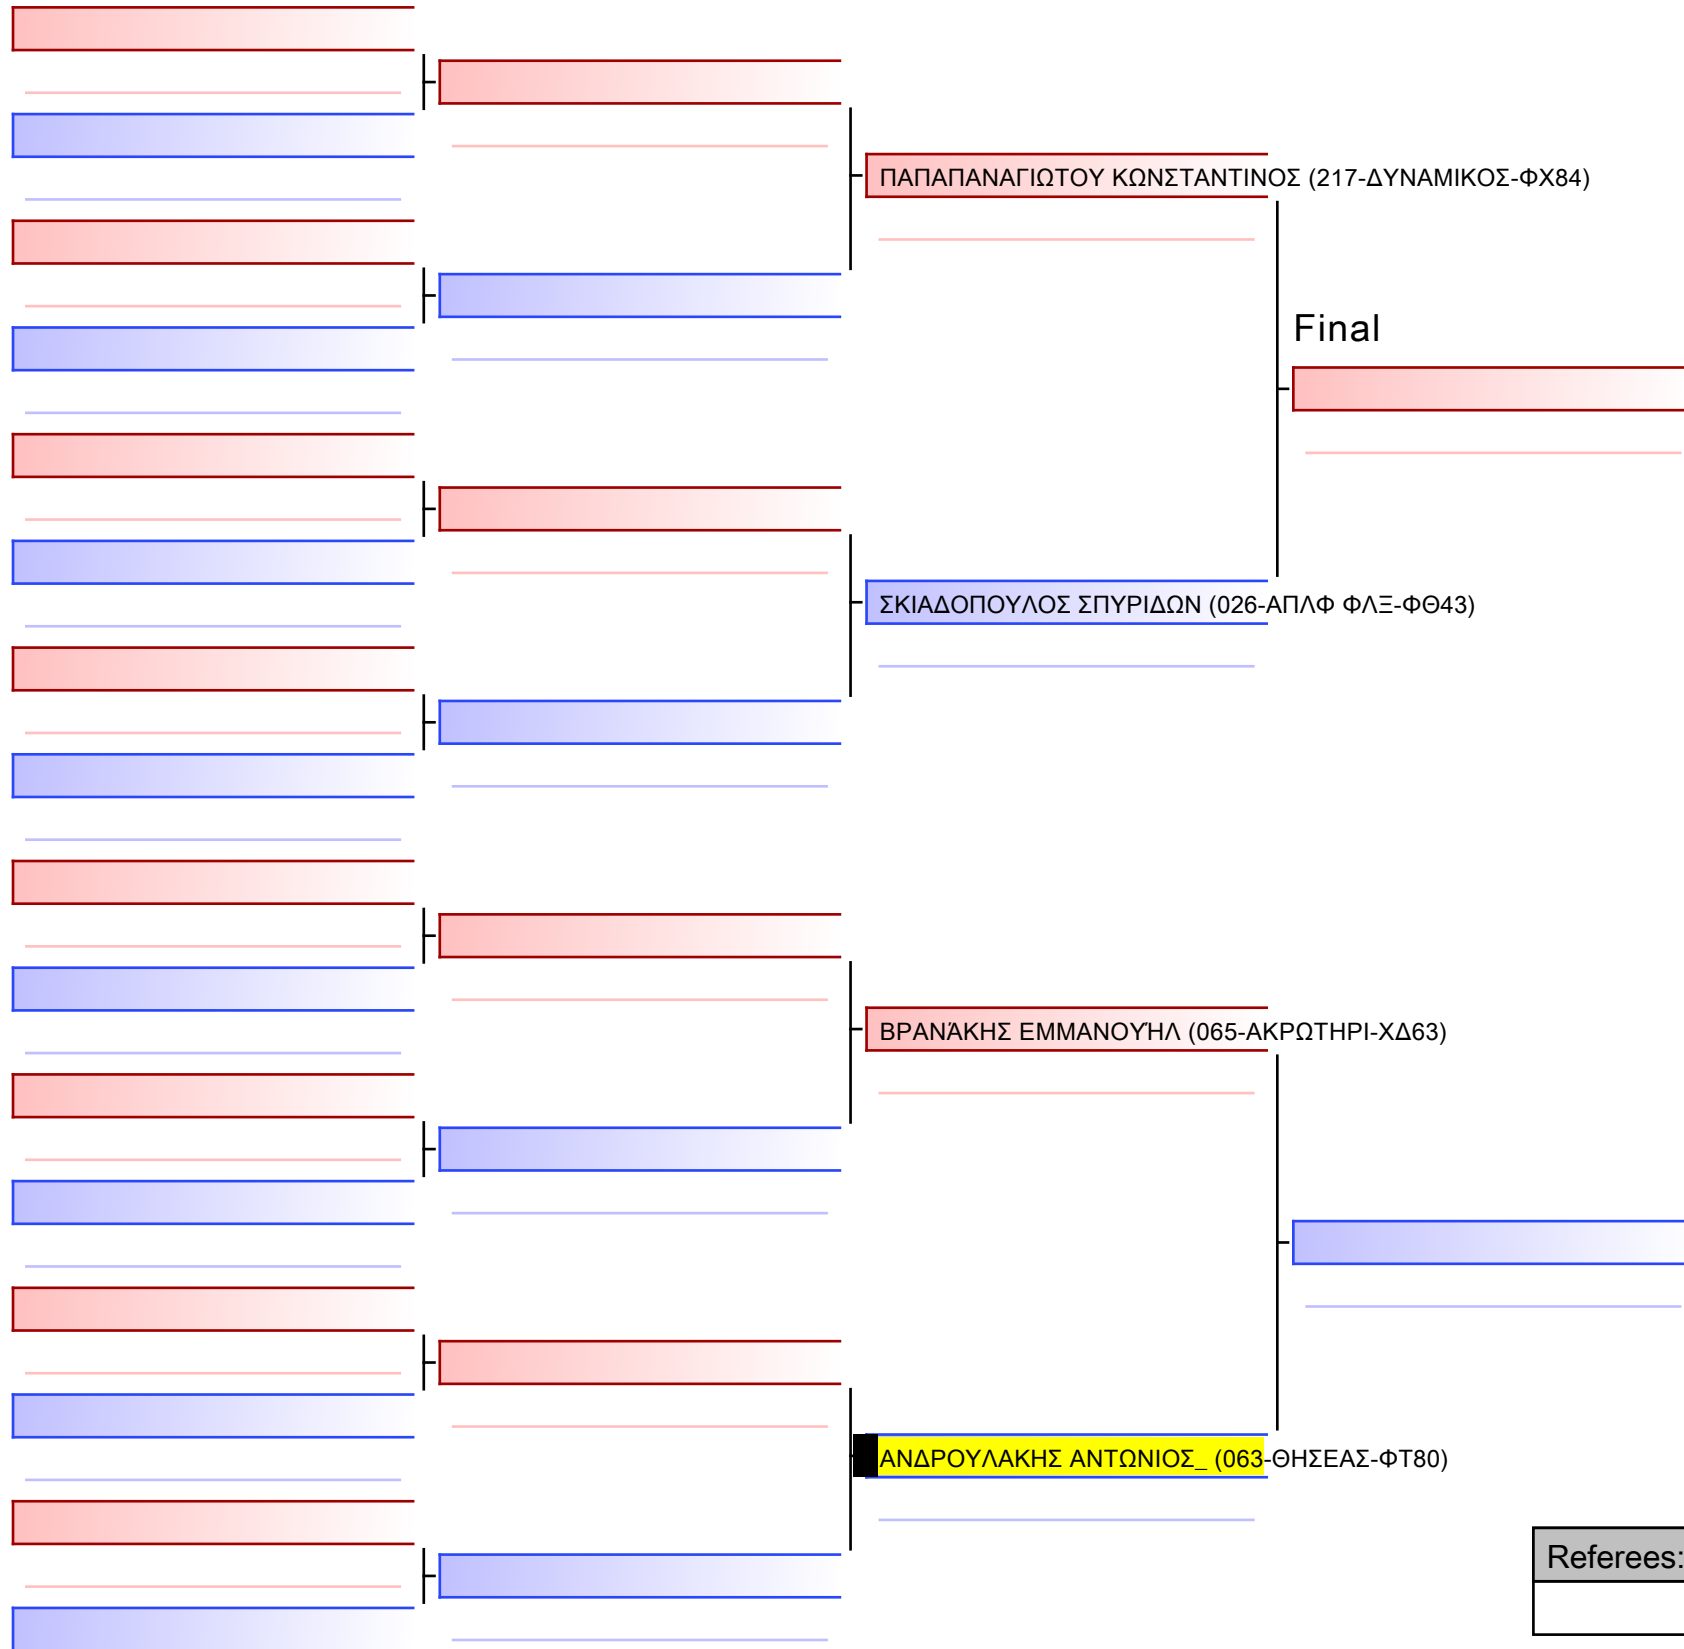 ΠΑΠΑΠΑΝΑΓΙΩΤΟΥ ΚΩΝΣΤΑΝΤΙΝΟΣ (217-ΔΥΝΑΜΙΚΟΣ-ΦΧ84)
Final
ΣΚΙΑΔΟΠΟΥΛΟΣ ΣΠΥΡΙΔΩΝ (026-ΑΠΛΦ ΦΛΞ-ΦΘ43)
ΒΡΑΝΆΚΗΣ ΕΜΜΑΝΟΥΉΛ (065-ΑΚΡΩΤΗΡΙ-ΧΔ63)
ΑΝΔΡΟΥΛΑΚΗΣ ΑΝΤΩΝΙΟΣ_ (063-ΘΗΣΕΑΣ-ΦΤ80)
Referees: